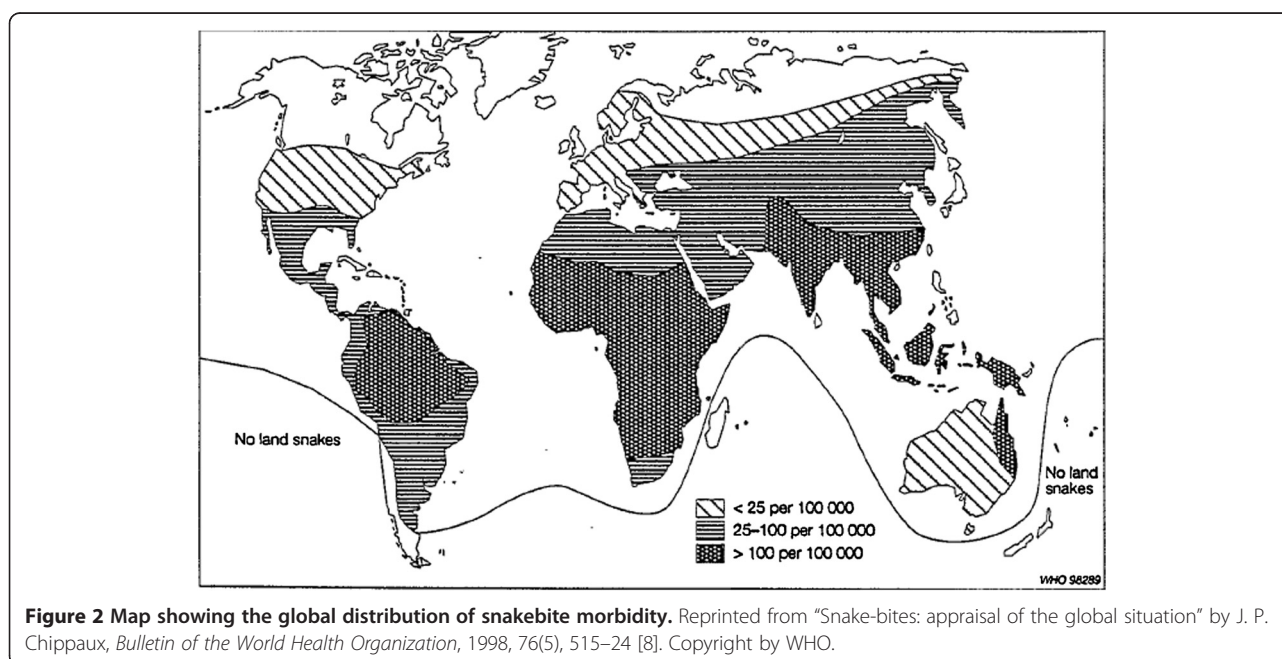 No land snakes
No land
snakes
< 25 per 100 000
25–100 per 100 000
> 100 per 100 000
WHO 98289
Figure 2 Map showing the global distribution of snakebite morbidity. Reprinted from “Snake-bites: appraisal of the global situation” by J. P.
Chippaux, Bulletin of the World Health Organization, 1998, 76(5), 515–24 [8]. Copyright by WHO.